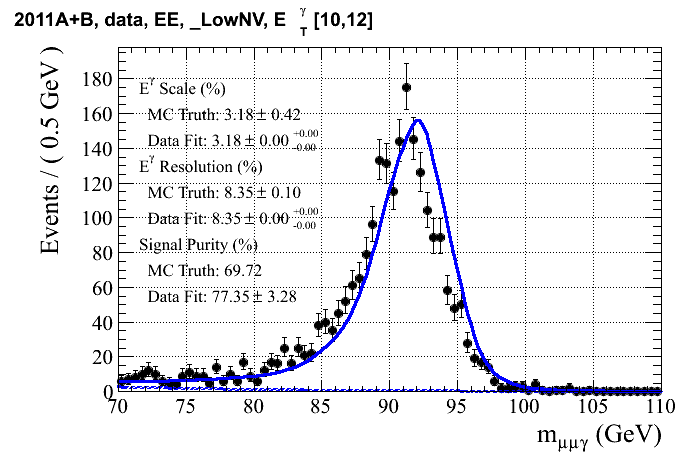 2011A+B, data, EE, _LowNV, E γ T [10,12]
Events / ( 0.5 GeV )
180
160
140
120
100
80
60
40
20
0
E^γ Scale (%)
MC Truth: 3.18 ± 0.42
Data Fit: 3.18 ± 0.00 +0.00 -0.00
E^γ Resolution (%)
MC Truth: 8.35 ± 0.10
Data Fit: 8.35 ± 0.00 +0.00 -0.00
Signal Purity (%)
MC Truth: 69.72
Data Fit: 77.35 ± 3.28
70 75 80 85 90 95 100 105 110
m_μμγ (GeV)